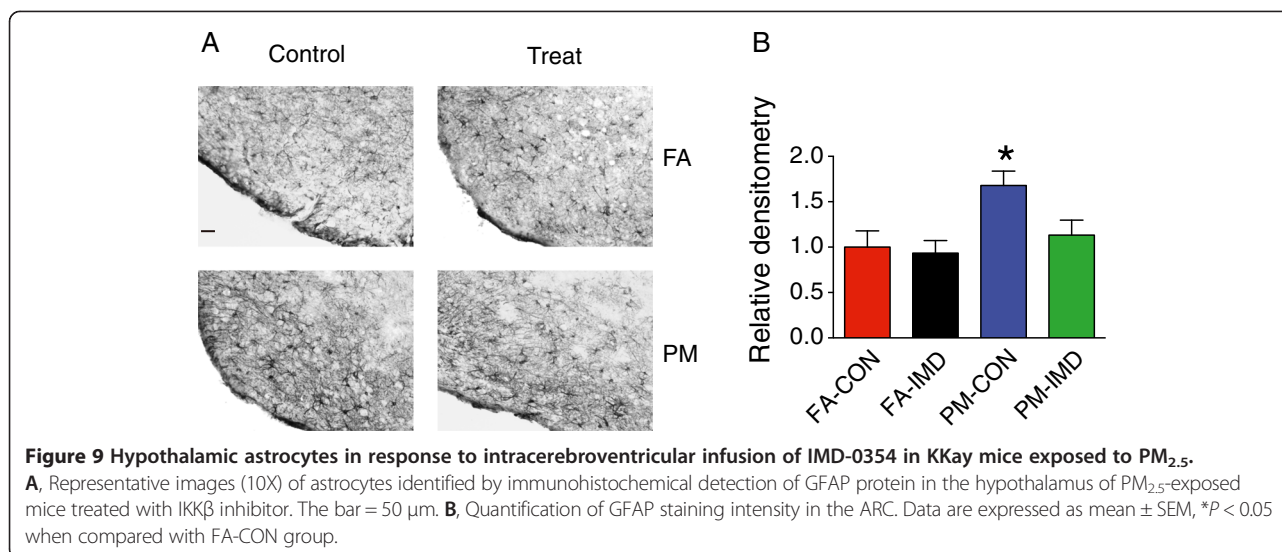 A
Control
Treat
FA
PM
B
Relative densitometry
2.0
1.5
1.0
0.5
0.0
*
FA-CON
FA-IMD
PM-CON
PM-IMD
Figure 9 Hypothalamic astrocytes in response to intracerebroventricular infusion of IMD-0354 in KKay mice exposed to PM2.5.
A, Representative images (10X) of astrocytes identified by immunohistochemical detection of GFAP protein in the hypothalamus of PM2.5-exposed
mice treated with IKKβ inhibitor. The bar = 50 μm. B, Quantification of GFAP staining intensity in the ARC. Data are expressed as mean ± SEM, *P < 0.05
when compared with FA-CON group.